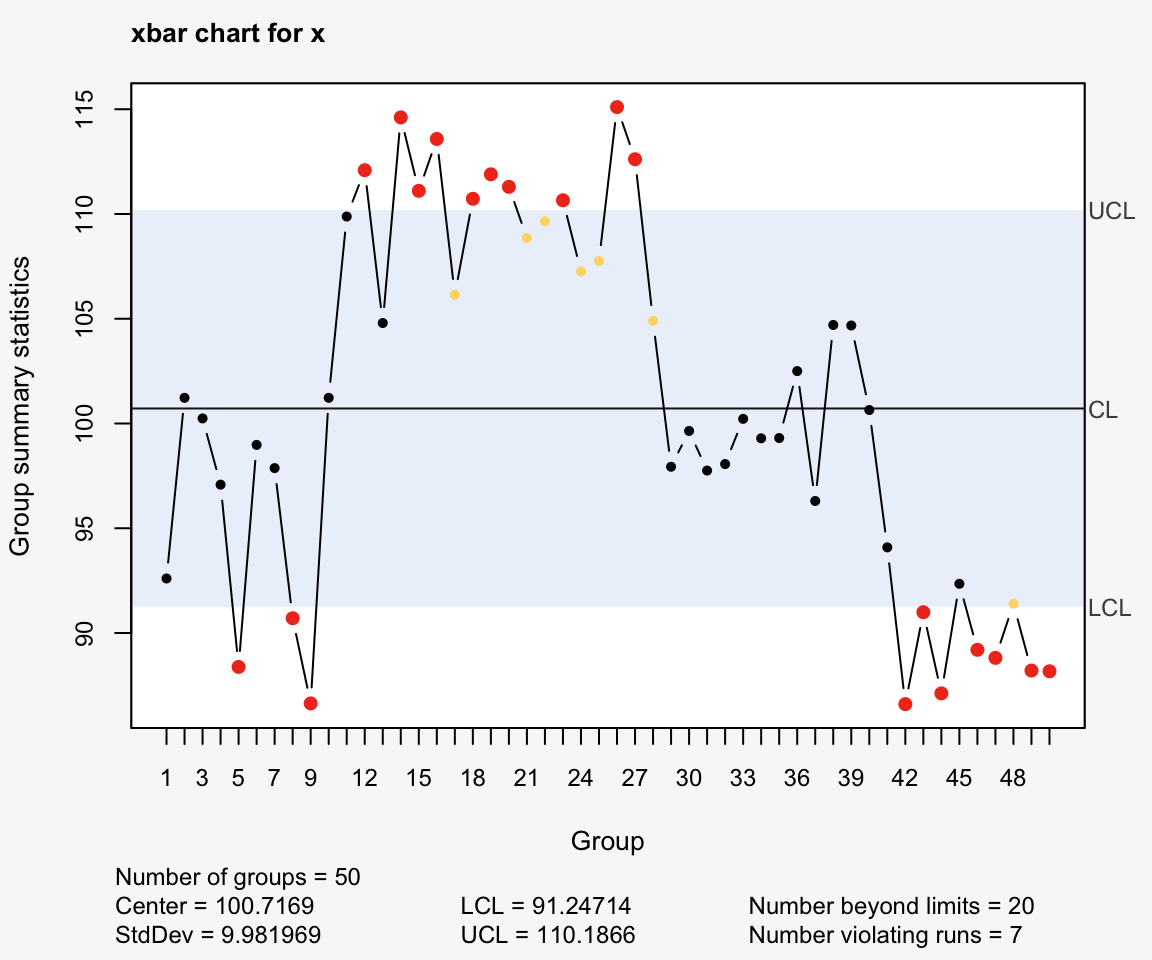 xbar chart for x
115
110
105
100
95
90
Group summary statistics
UCL
CL
LCL
1 3 5 7 9 12 15 18 21 24 27 30 33 36 39 42 45 48
Group
Number of groups = 50
Center = 100.7169 LCL = 91.24714 Number beyond limits = 20
StdDev = 9.981969 UCL = 110.1866 Number violating runs = 7